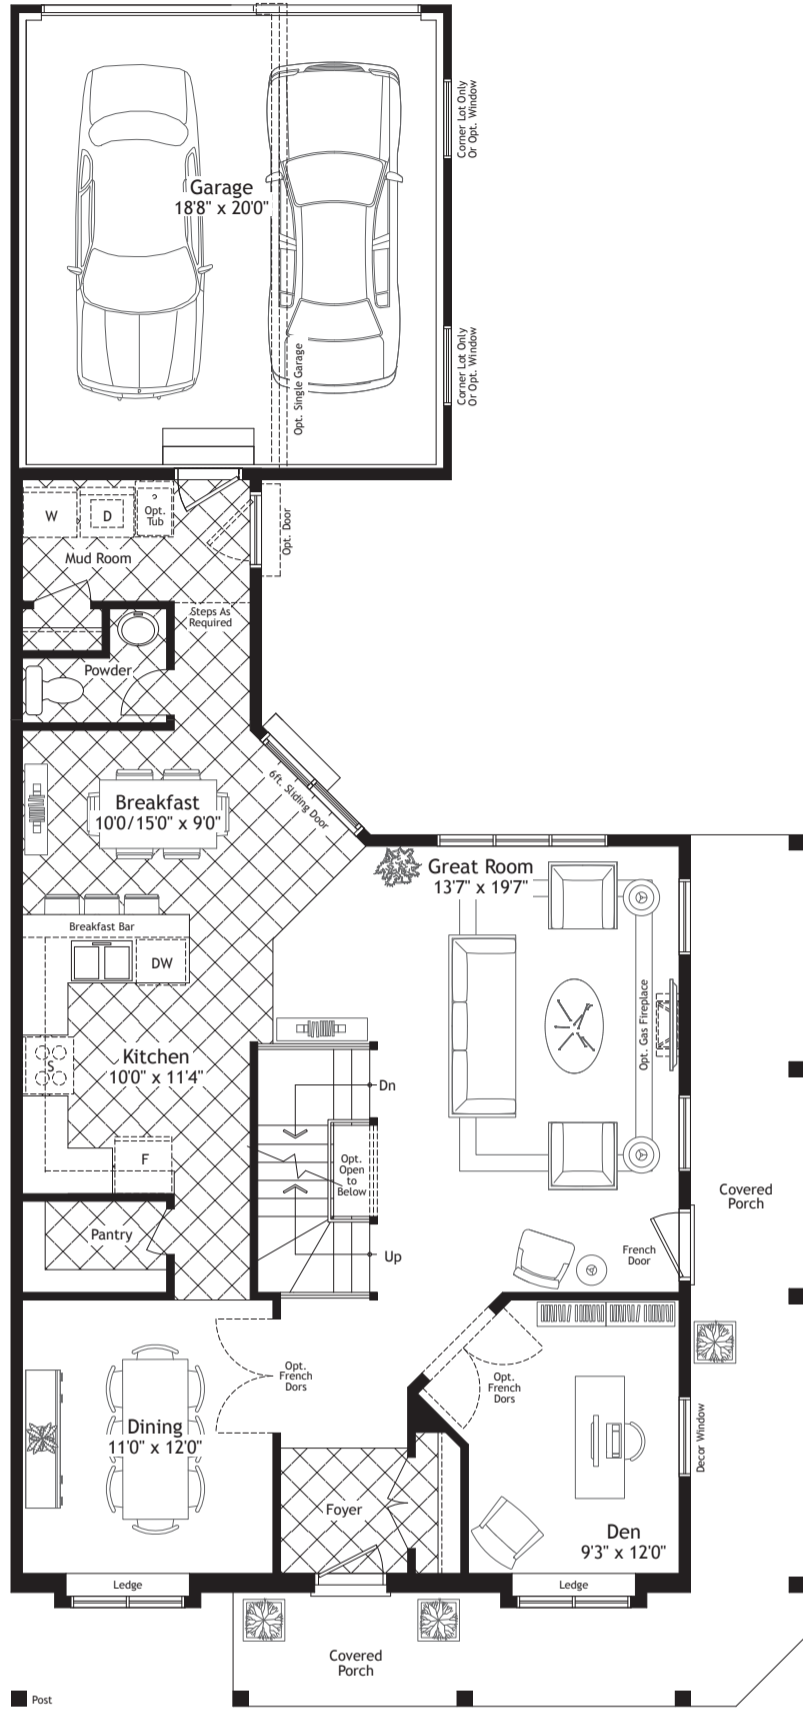 Corner Lot Only
Or Opt. Window
Garage
18'8" x 20'0"
Corner Lot Only
Or Opt. Window
Opt. Single Garage
W
D
Opt.
Tub
Opt. Door
Mud Room
Steps As
Required
Powder
6ft. Sliding Door
Breakfast
10'0/15'0" x 9'0"
Great Room
13'7" x 19'7"
Breakfast Bar
DW
Opt. Gas Fireplace
Kitchen
10'0" x 11'4"
S
Dn
F
Opt.
Open
to
Below
Covered
Porch
Pantry
Up
French
Door
Opt.
French
Dors
Opt.
French
Dors
Dining
11'0" x 12'0"
Decor Window
Foyer
Den
9'3" x 12'0"
Ledge
Ledge
Covered
Porch
Post